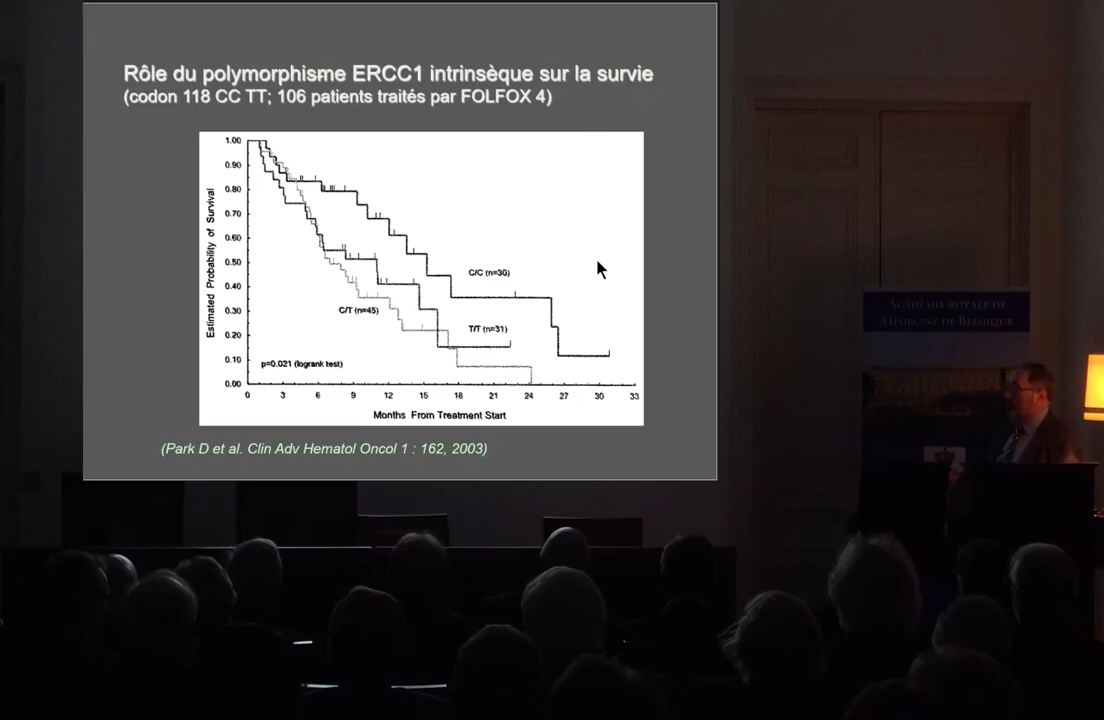 Rôle du polymorphisme ERCC1 intrinsèque sur la survie
(codon 118 CC TT; 106 patients traités par FOLFOX 4)
1.00
0.90
0.80
0.70
0.60
0.50
0.40
0.30
0.20
0.10
0.00
Estimated Probability of Survival
C/C (n=30)
C/T (n=45)
T/T (n=31)
p=0.021 (logrank test)
0 3 6 9 12 15 18 21 24 27 30 33
Months From Treatment Start
(Park D et al. Clin Adv Hematol Oncol 1 : 162, 2003)
ACADÉMIE ROYALE DE
MÉDECINE DE BELGIQUE